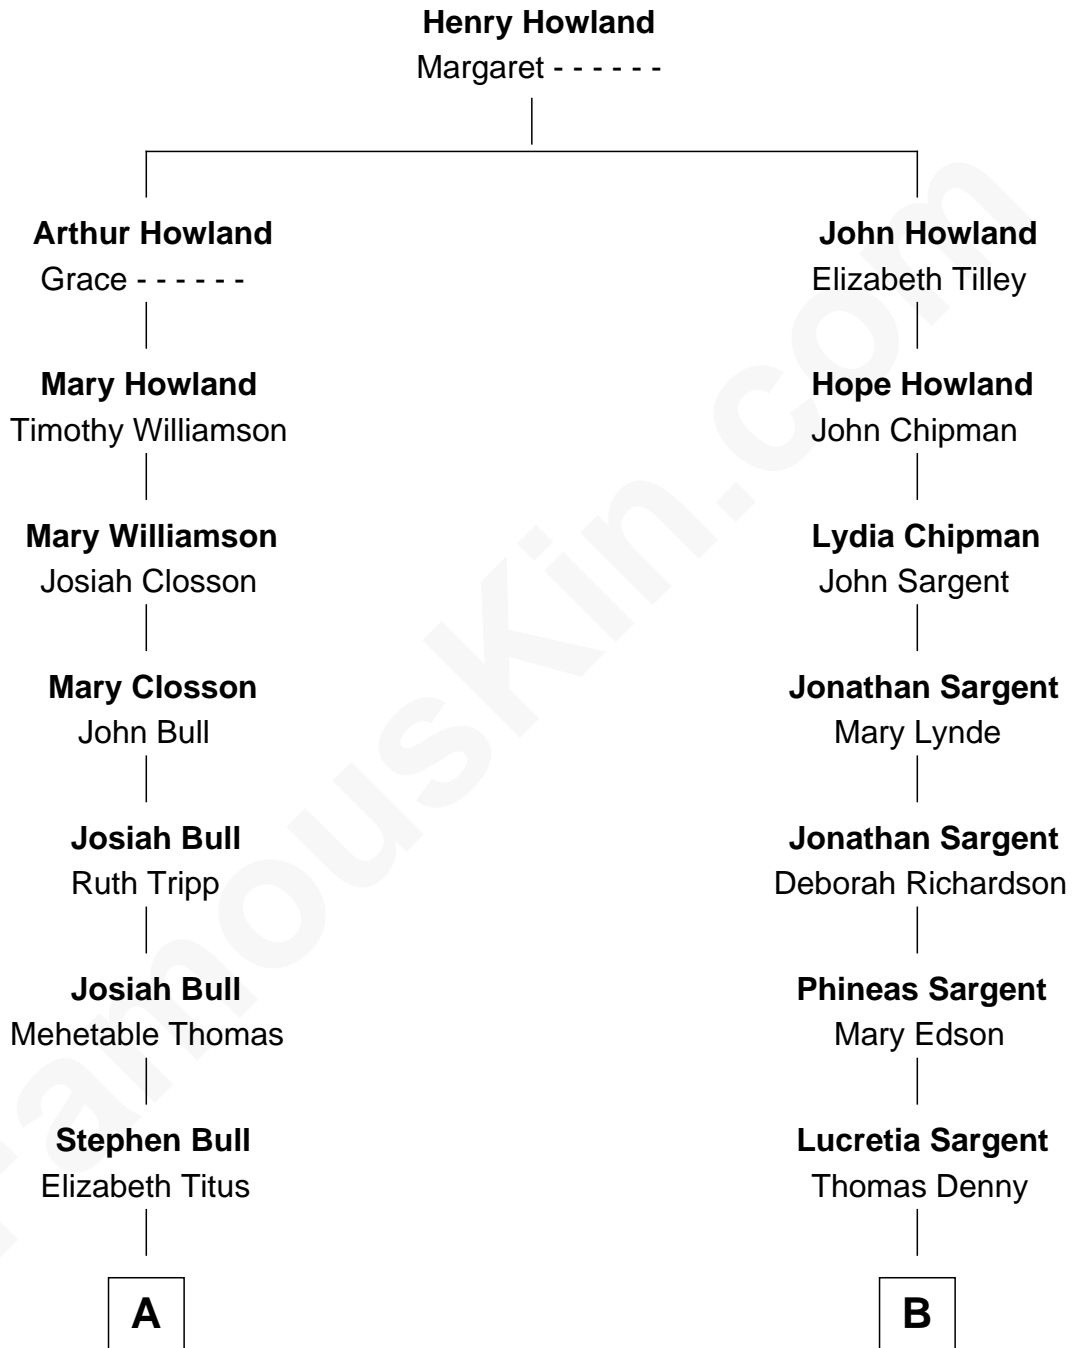 Henry Howland
Margaret - - - - - -
Arthur Howland
Grace - - - - - -
John Howland
Elizabeth Tilley
Mary Howland
Timothy Williamson
Hope Howland
John Chipman
Mary Williamson
Josiah Closson
Lydia Chipman
John Sargent
Mary Closson
John Bull
Jonathan Sargent
Mary Lynde
Josiah Bull
Ruth Tripp
Jonathan Sargent
Deborah Richardson
Josiah Bull
Mehetable Thomas
Phineas Sargent
Mary Edson
Stephen Bull
Elizabeth Titus
Lucretia Sargent
Thomas Denny
A
B
FamousKin.com